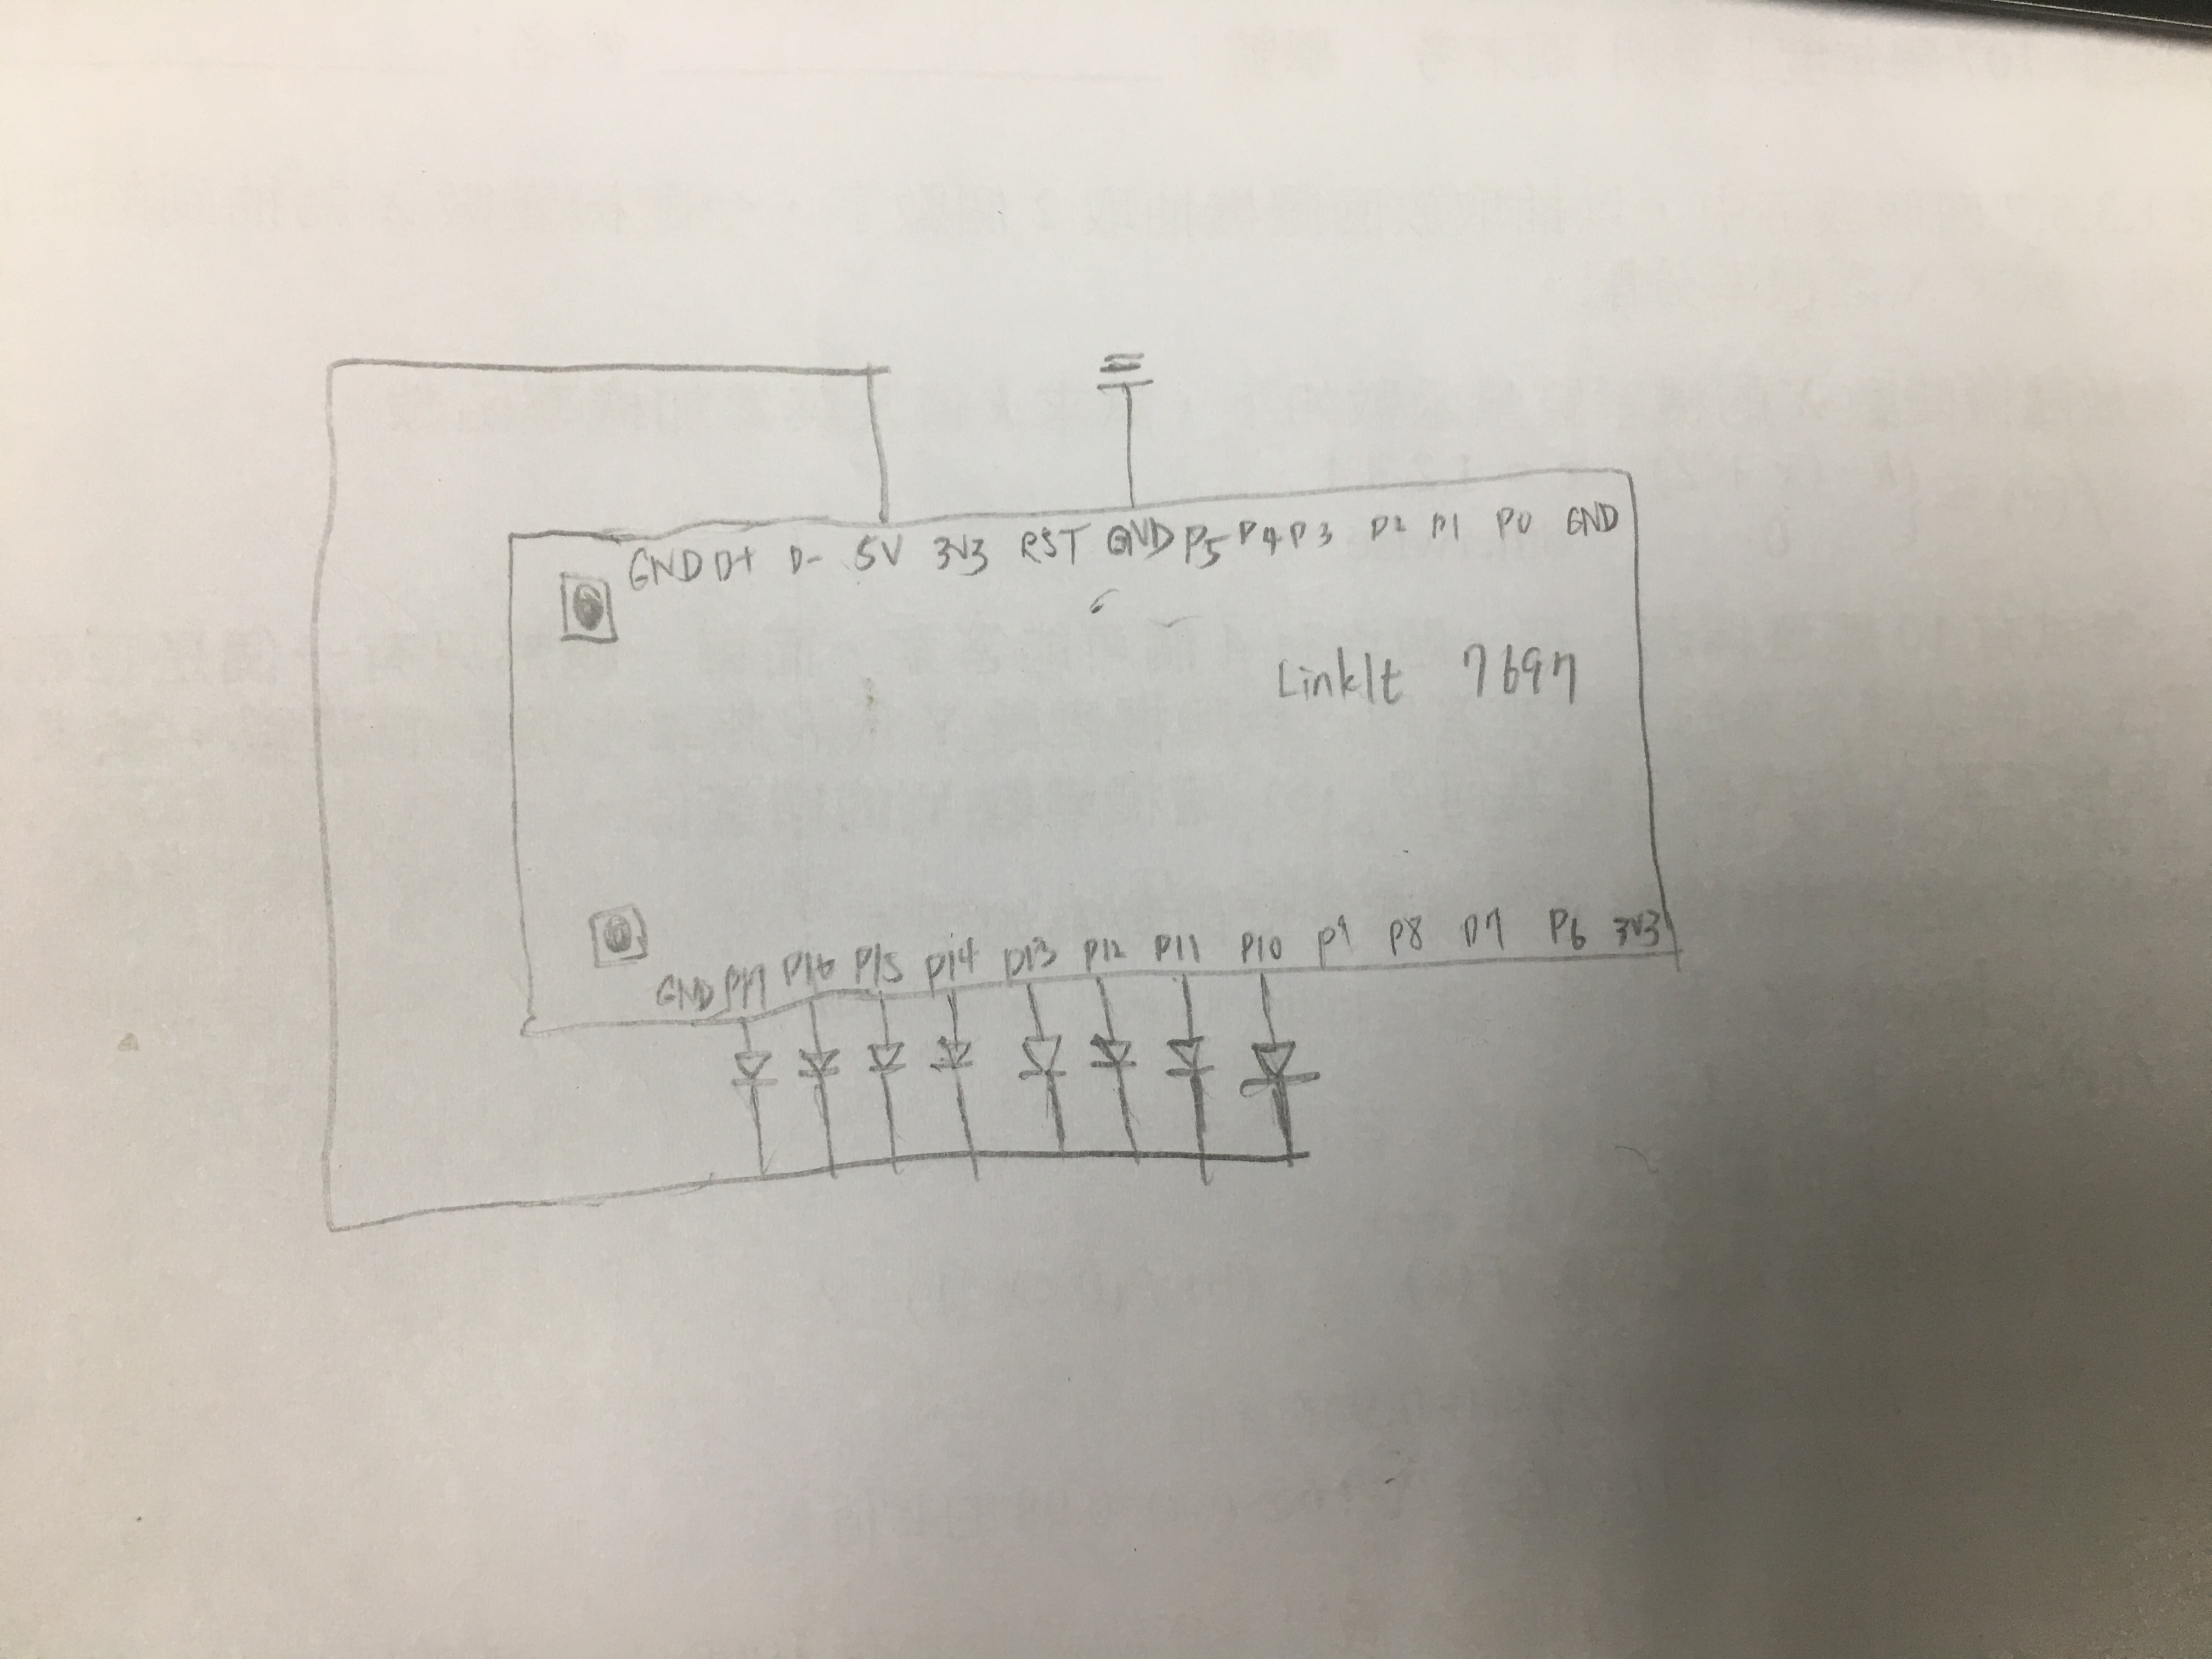 GND D+ D- 5V 3V3 RST GND P5 P4 P3 P2 P1 P0 GND
LinkIt 7697
GND P17 P16 P15 P14 P13 P12 P11 P10 P9 P8 P7 P6 3V3